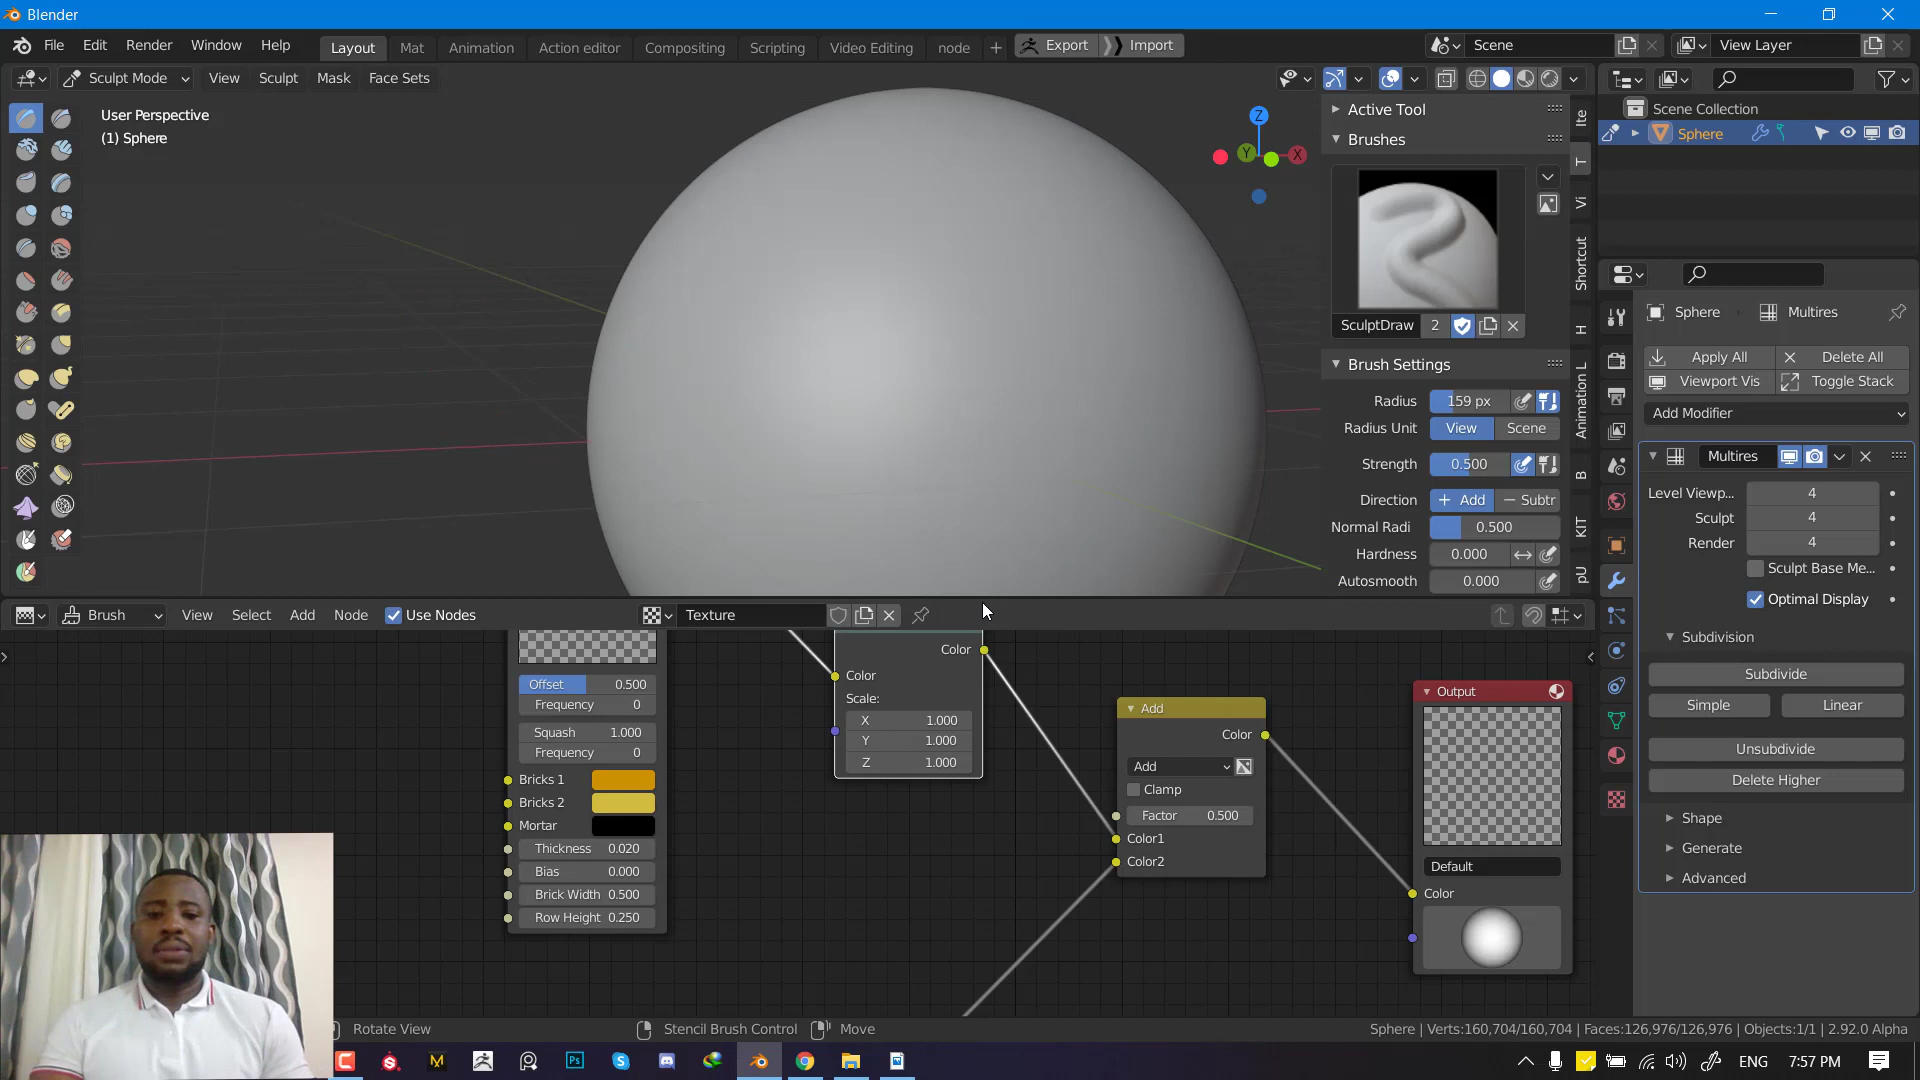 Blender
File Edit Render Window Help Layout Mat Animation Action editor Compositing Scripting Video Editing node + Export Import Scene View Layer
Sculpt Mode View Sculpt Mask Face Sets
User Perspective
(1) Sphere
Z
Y
X
Active Tool
Brushes
SculptDraw 2
Brush Settings
Radius 159 px
Radius Unit View Scene
Strength 0.500
Direction + Add − Subtr
Normal Radi 0.500
Hardness 0.000
Autosmooth 0.000
Ite
T
Vi
Shortcut
H
Animation L
B
KIT
pU
Scene Collection
Sphere
Sphere Multires
Apply All Delete All
Viewport Vis Toggle Stack
Add Modifier
Multires
Level Viewp... 4
Sculpt 4
Render 4
Sculpt Base Me...
Optimal Display
Subdivision
Subdivide
Simple Linear
Unsubdivide
Delete Higher
Shape
Generate
Advanced
Brush View Select Add Node Use Nodes Texture
Offset 0.500
Frequency 0
Squash 1.000
Frequency 0
Bricks 1
Bricks 2
Mortar
Thickness 0.020
Bias 0.000
Brick Width 0.500
Row Height 0.250
Color
Color
Scale:
X 1.000
Y 1.000
Z 1.000
Add
Color
Add
Clamp
Factor 0.500
Color1
Color2
Output
Default
Color
Rotate View Stencil Brush Control Move Sphere | Verts:160,704/160,704 | Faces:126,976/126,976 | Objects:1/1 | 2.92.0 Alpha
Ps ENG 7:57 PM